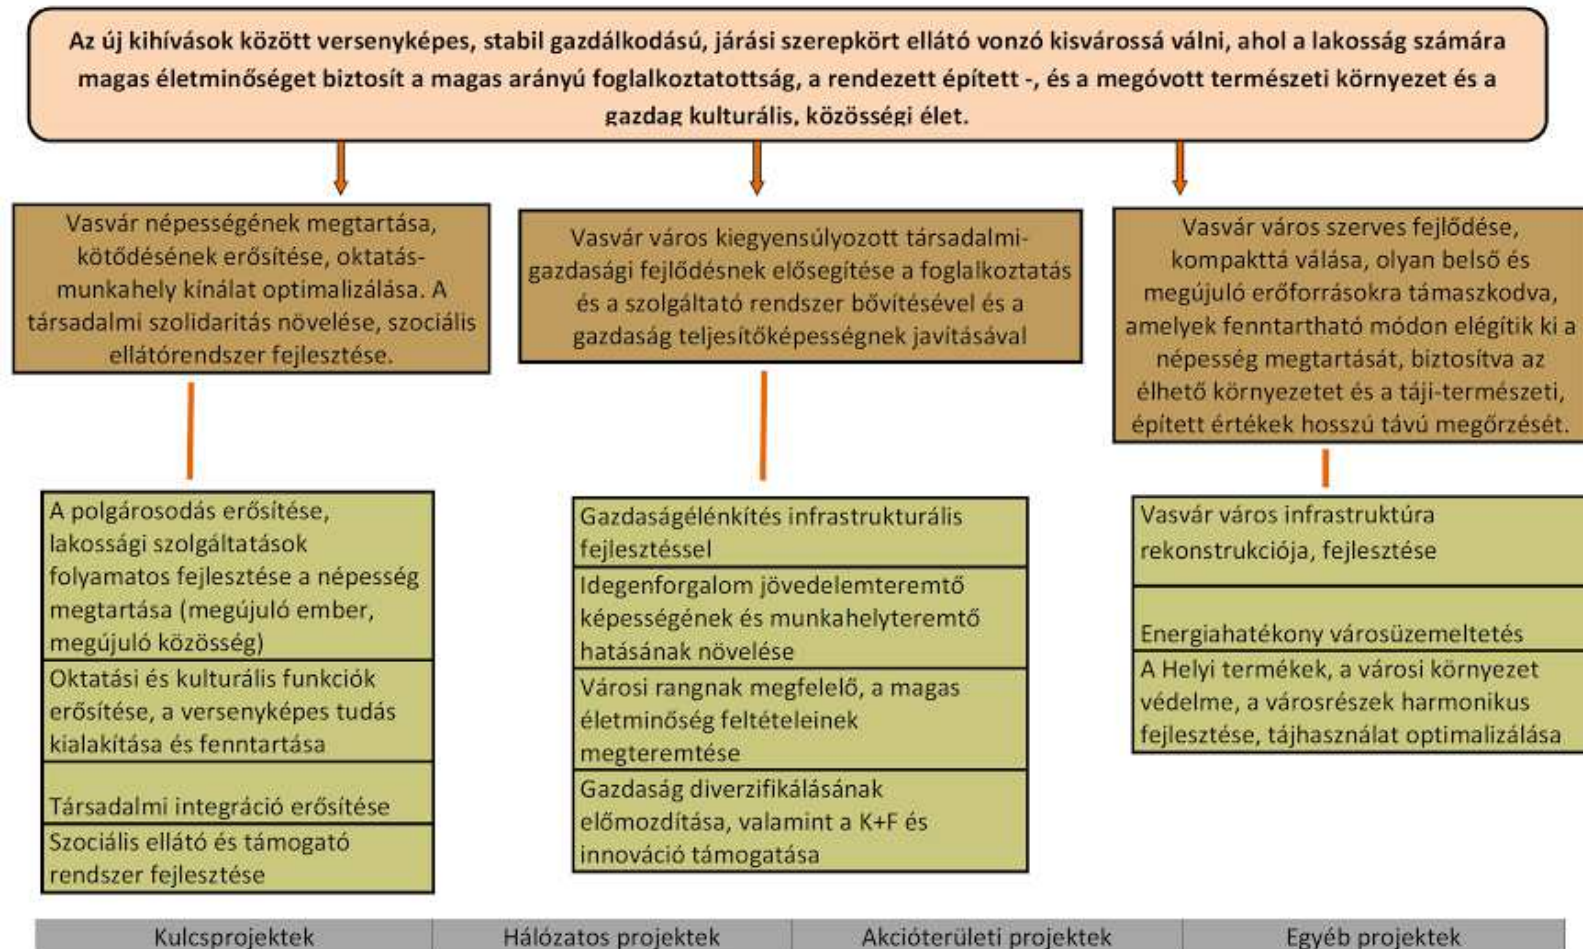 Az új kihívások között versenyképes, stabil gazdálkodású, járási szerepkört ellátó vonzó kisvárossá válni, ahol a lakosság számára
magas életminőséget biztosít a magas arányú foglalkoztatottság, a rendezett épített -, és a megóvott természeti környezet és a
gazdag kulturális, közösségi élet.
Vasvár népességének megtartása,
kötődésének erősítése, oktatás-
munkahely kínálat optimalizálása. A
társadalmi szolidaritás növelése, szociális
ellátórendszer fejlesztése.
Vasvár város kiegyensúlyozott társadalmi-
gazdasági fejlődésnek elősegítése a foglalkoztatás
és a szolgáltató rendszer bővítésével és a
gazdaság teljesítőképességnek javításával
Vasvár város szerves fejlődése,
kompakttá válása, olyan belső és
megújuló erőforrásokra támaszkodva,
amelyek fenntartható módon elégítik ki a
népesség megtartását, biztosítva az
élhető környezetet és a táji-természeti,
épített értékek hosszú távú megőrzését.
A polgárosodás erősítése,
lakossági szolgáltatások
folyamatos fejlesztése a népesség
megtartása (megújuló ember,
megújuló közösség)
Oktatási és kulturális funkciók
erősítése, a versenyképes tudás
kialakítása és fenntartása
Társadalmi integráció erősítése
Szociális ellátó és támogató
rendszer fejlesztése
Gazdaságélénkítés infrastrukturális
fejlesztéssel
Idegenforgalom jövedelemteremtő
képességének és munkahelyteremtő
hatásának növelése
Városi rangnak megfelelő, a magas
életminőség feltételeinek
megteremtése
Gazdaság diverzifikálásának
előmozdítása, valamint a K+F és
innováció támogatása
Vasvár város infrastruktúra
rekonstrukciója, fejlesztése
Energiahatékony városüzemeltetés
A Helyi termékek, a városi környezet
védelme, a városrészek harmonikus
fejlesztése, tájhasználat optimalizálása
Kulcsprojektek
Hálózatos projektek
Akcióterületi projektek
Egyéb projektek